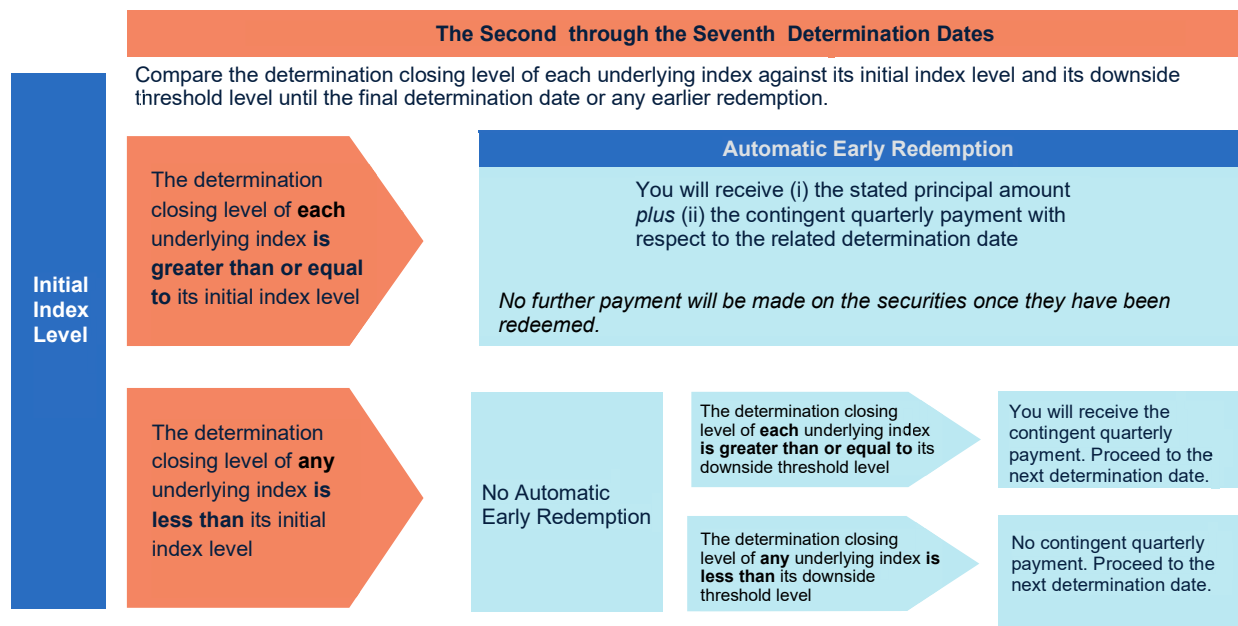 The Second through the Seventh Determination Dates
Compare the determination closing level of each underlying index against its initial index level and its downside
threshold level until the final determination date or any earlier redemption.
Initial
Index
Level
The determination
closing level of each
underlying index is
greater than or equal
to its initial index level
Automatic Early Redemption
You will receive (i) the stated principal amount
plus (ii) the contingent quarterly payment with
respect to the related determination date
No further payment will be made on the securities once they have been
redeemed.
The determination
closing level of any
underlying index is
less than its initial
index level
No Automatic
Early Redemption
The determination closing
level of each underlying index
is greater than or equal to its
downside threshold level
You will receive the
contingent quarterly
payment. Proceed to the
next determination date.
The determination closing
level of any underlying index is
less than its downside
threshold level
No contingent quarterly
payment. Proceed to the
next determination date.